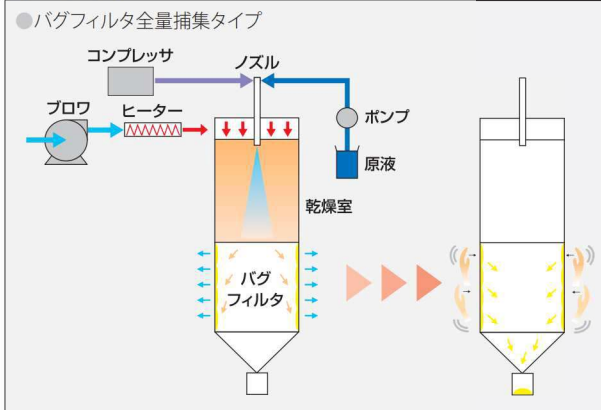 ●バグフィルタ全量捕集タイプ
コンプレッサ
ノズル
ブロワ
ヒーター
ポンプ
原液
乾燥室
バグ
フィルタ